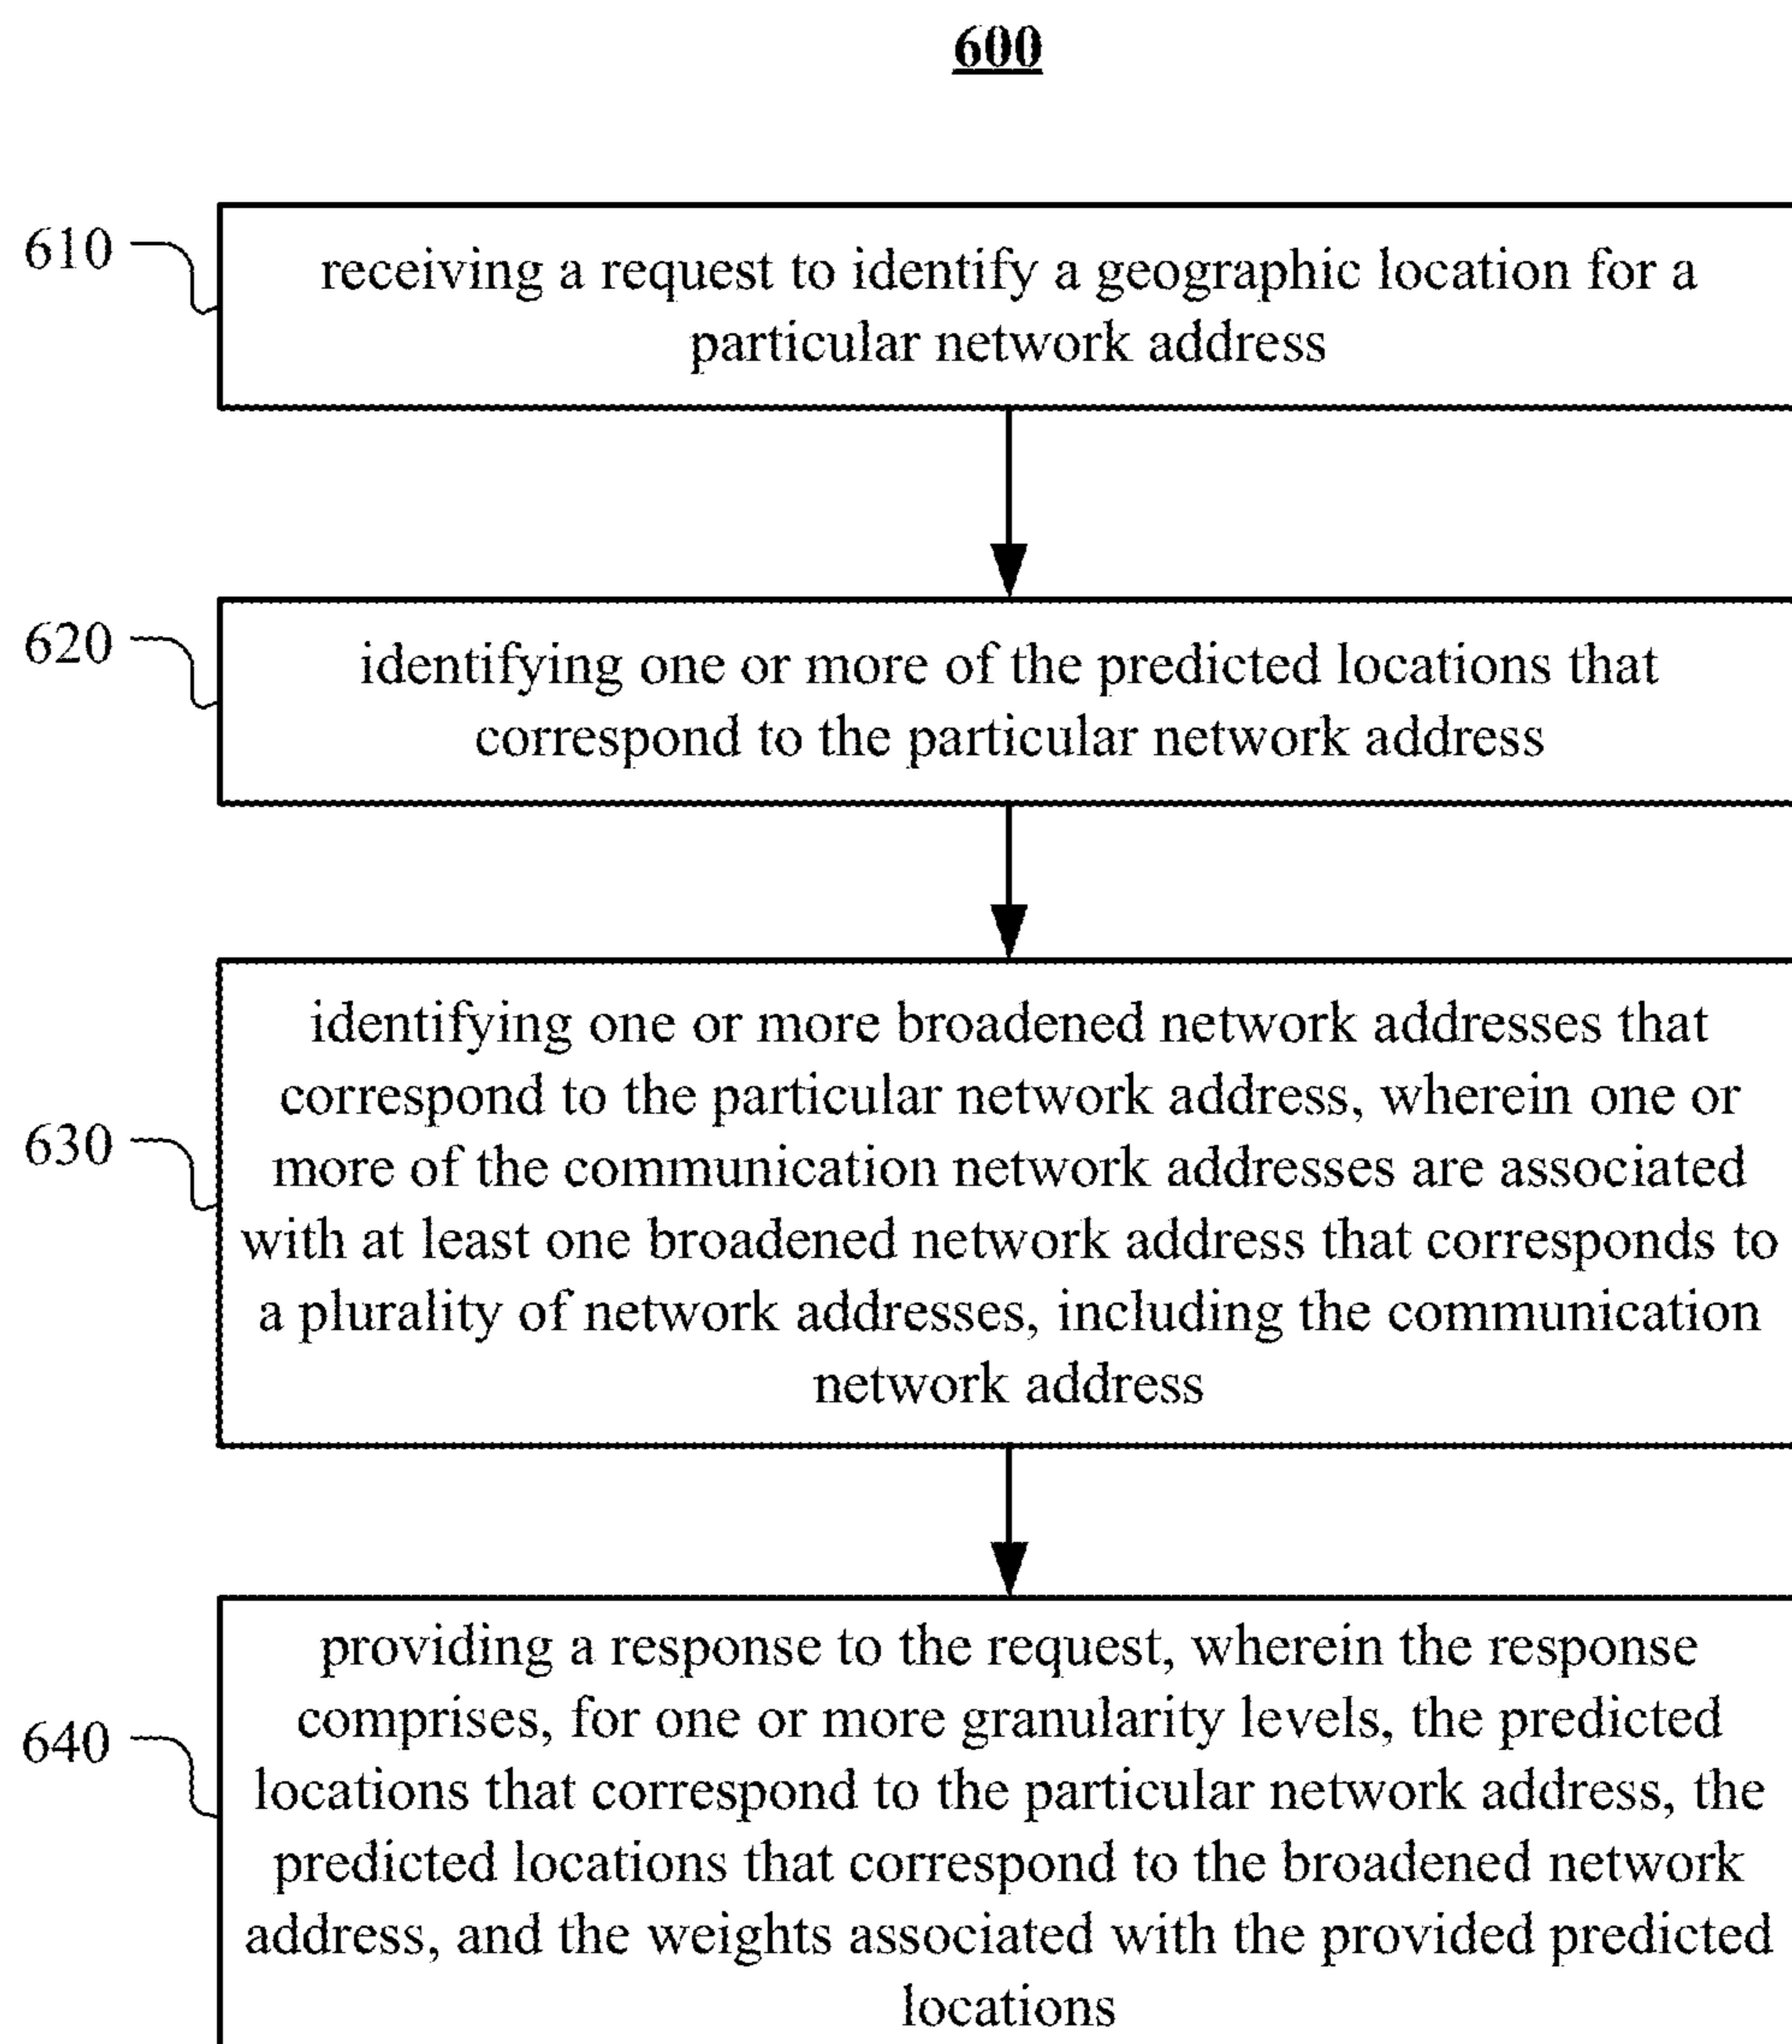 600
610
receiving a request to identify a geographic location for a
particular network address
620
identifying one or more of the predicted locations that
correspond to the particular network address
630
identifying one or more broadened network addresses that
correspond to the particular network address, wherein one or
more of the communication network addresses are associated
with at least one broadened network address that corresponds to
a plurality of network addresses, including the communication
network address
640
providing a response to the request, wherein the response
comprises, for one or more granularity levels, the predicted
locations that correspond to the particular network address, the
predicted locations that correspond to the broadened network
address, and the weights associated with the provided predicted
locations